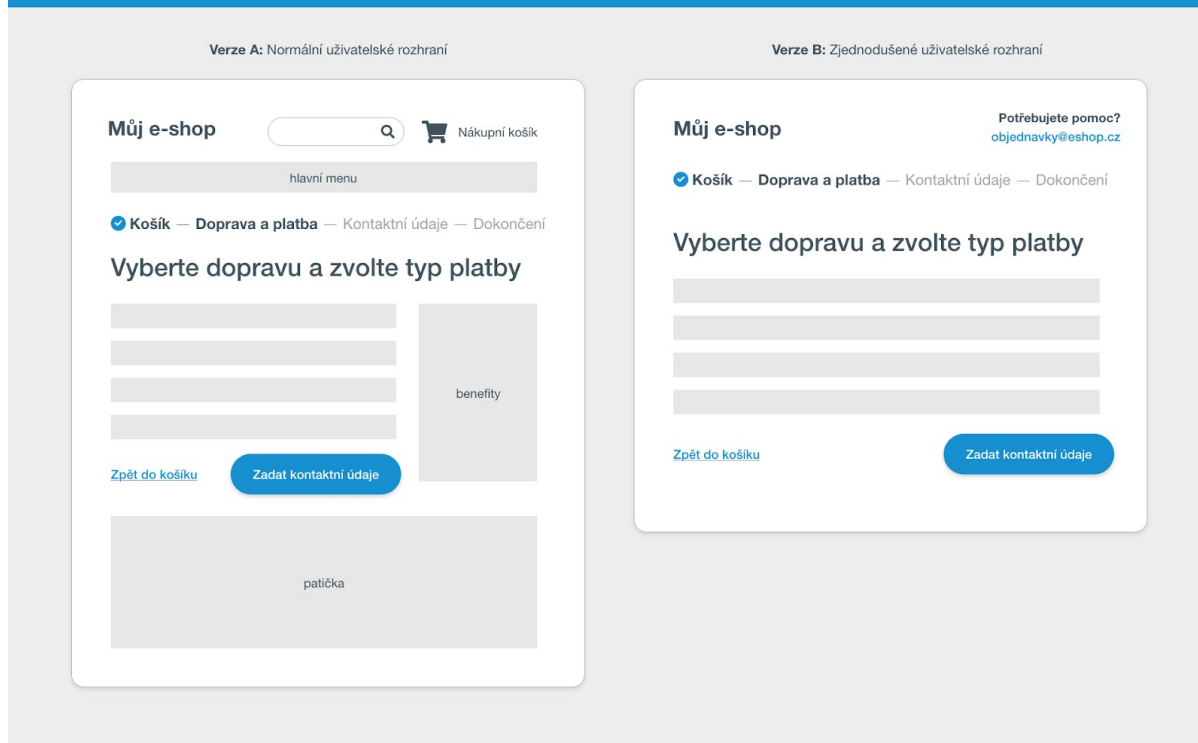 Verze A: Normální uživatelské rozhraní
Můj e-shop
Nákupní košík
hlavní menu
Košík — Doprava a platba — Kontaktní údaje — Dokončení
Vyberte dopravu a zvolte typ platby
benefity
Zpět do košíku
Zadat kontaktní údaje
patička
Verze B: Zjednodušené uživatelské rozhraní
Můj e-shop
Potřebujete pomoc?
objednavky@eshop.cz
Košík — Doprava a platba — Kontaktní údaje — Dokončení
Vyberte dopravu a zvolte typ platby
Zpět do košíku
Zadat kontaktní údaje